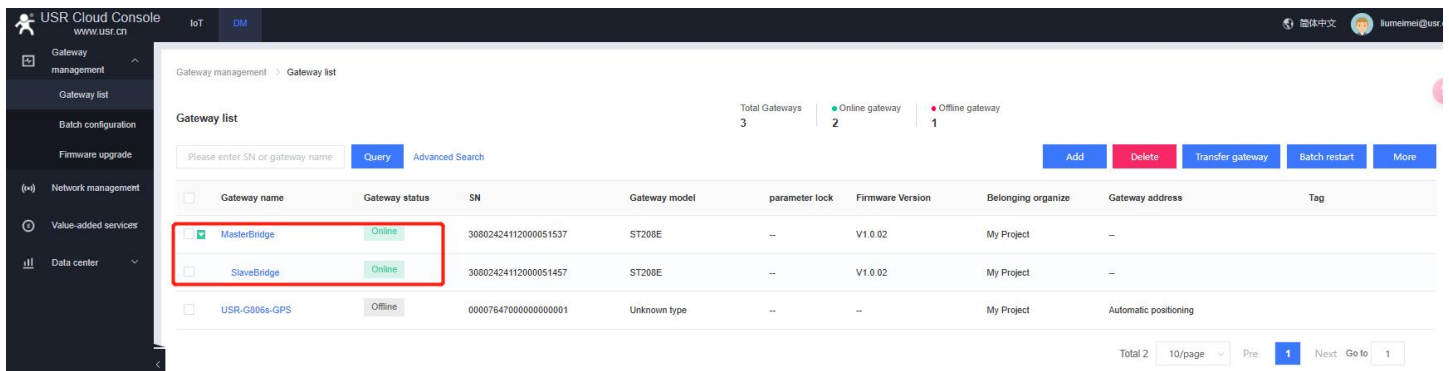 USR Cloud Console
www.usr.cn
IoT
DM
简体中文
liumeimei@usr.
Gateway management
Gateway list
Batch configuration
Firmware upgrade
Network management
Value-added services
Data center
Gateway management > Gateway list
Gateway list
Total Gateways
3
Online gateway
2
Offline gateway
1
Please enter SN or gateway name
Query
Advanced Search
Add
Delete
Transfer gateway
Batch restart
More
Gateway name Gateway status SN Gateway model parameter lock Firmware Version Belonging organize Gateway address Tag
MasterBridge Online 30802424112000051537 ST208E -- V1.0.02 My Project --
SlaveBridge Online 30802424112000051457 ST208E -- V1.0.02 My Project --
USR-G806s-GPS Offline 00007647000000000001 Unknown type -- -- My Project Automatic positioning
Total 2 10/page Pre 1 Next Go to 1